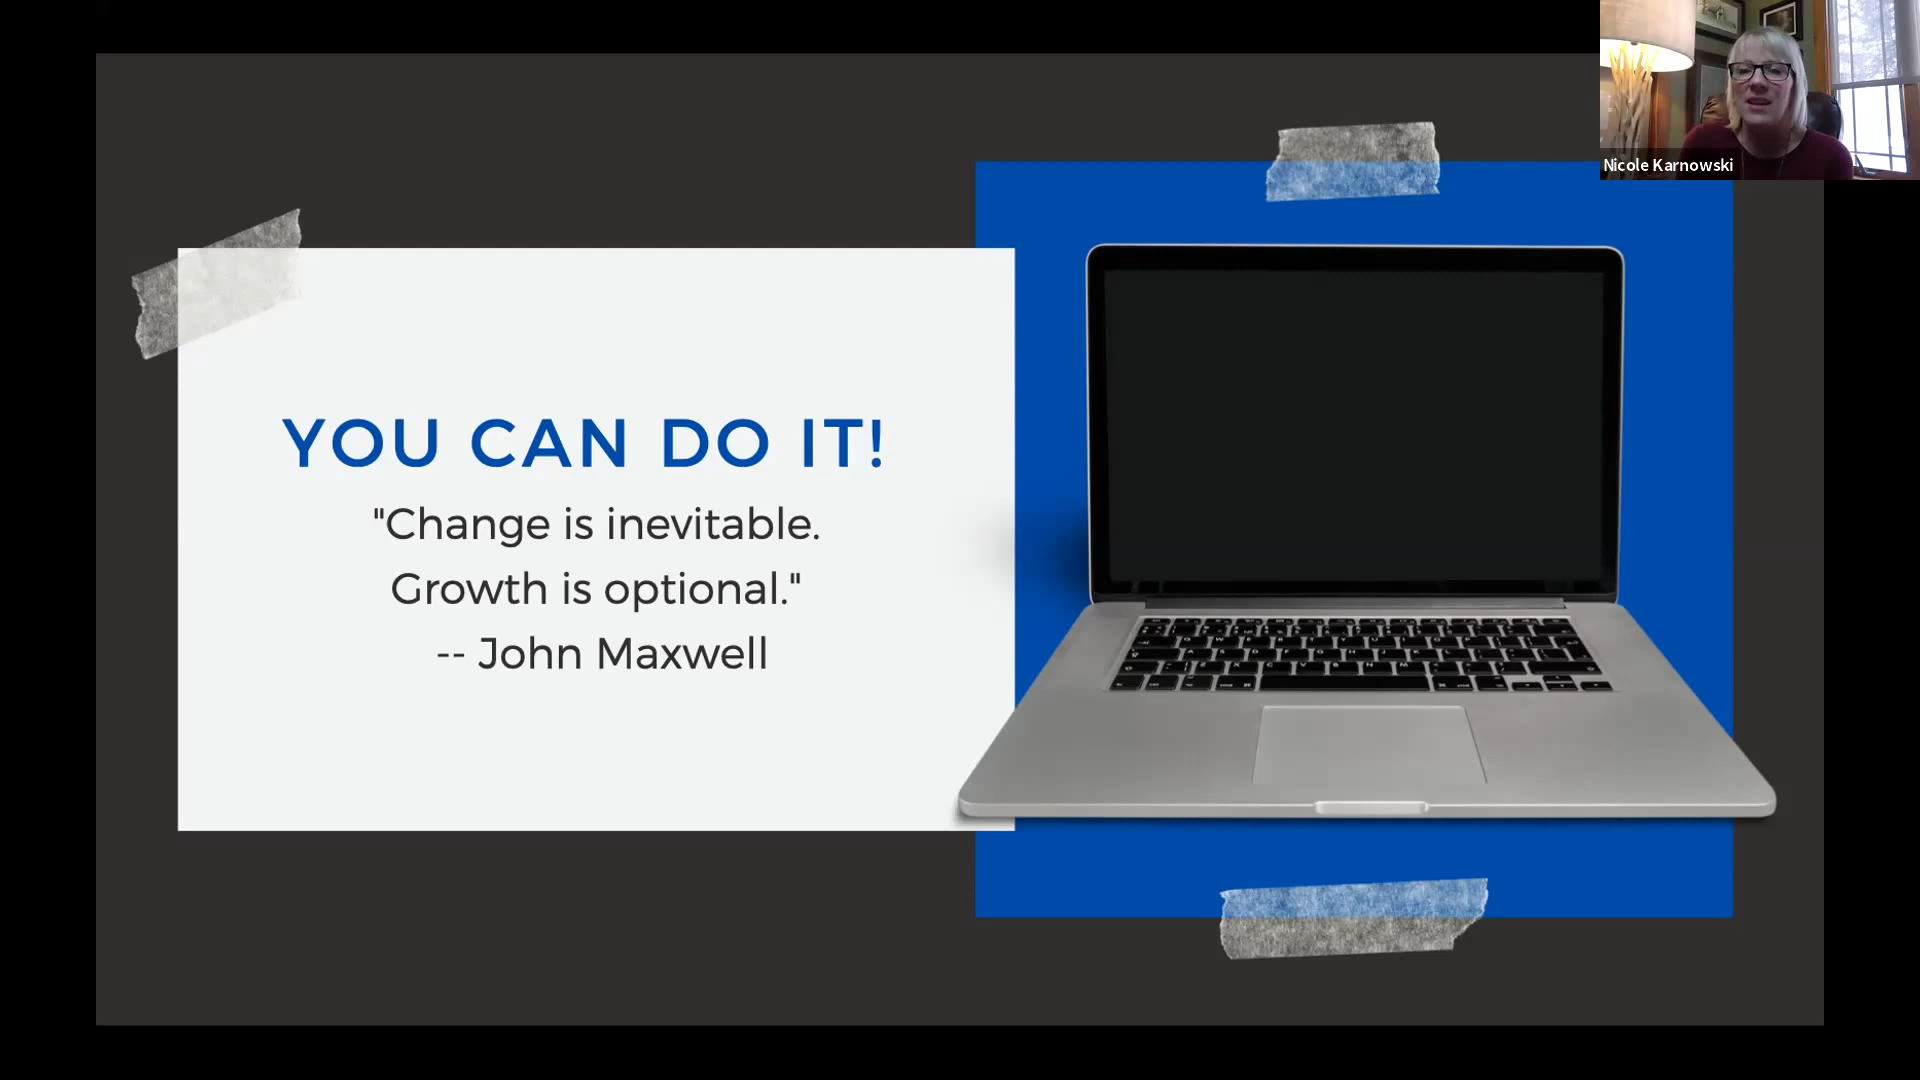 Nicole Karnowski
YOU CAN DO IT!
"Change is inevitable.
Growth is optional."
-- John Maxwell